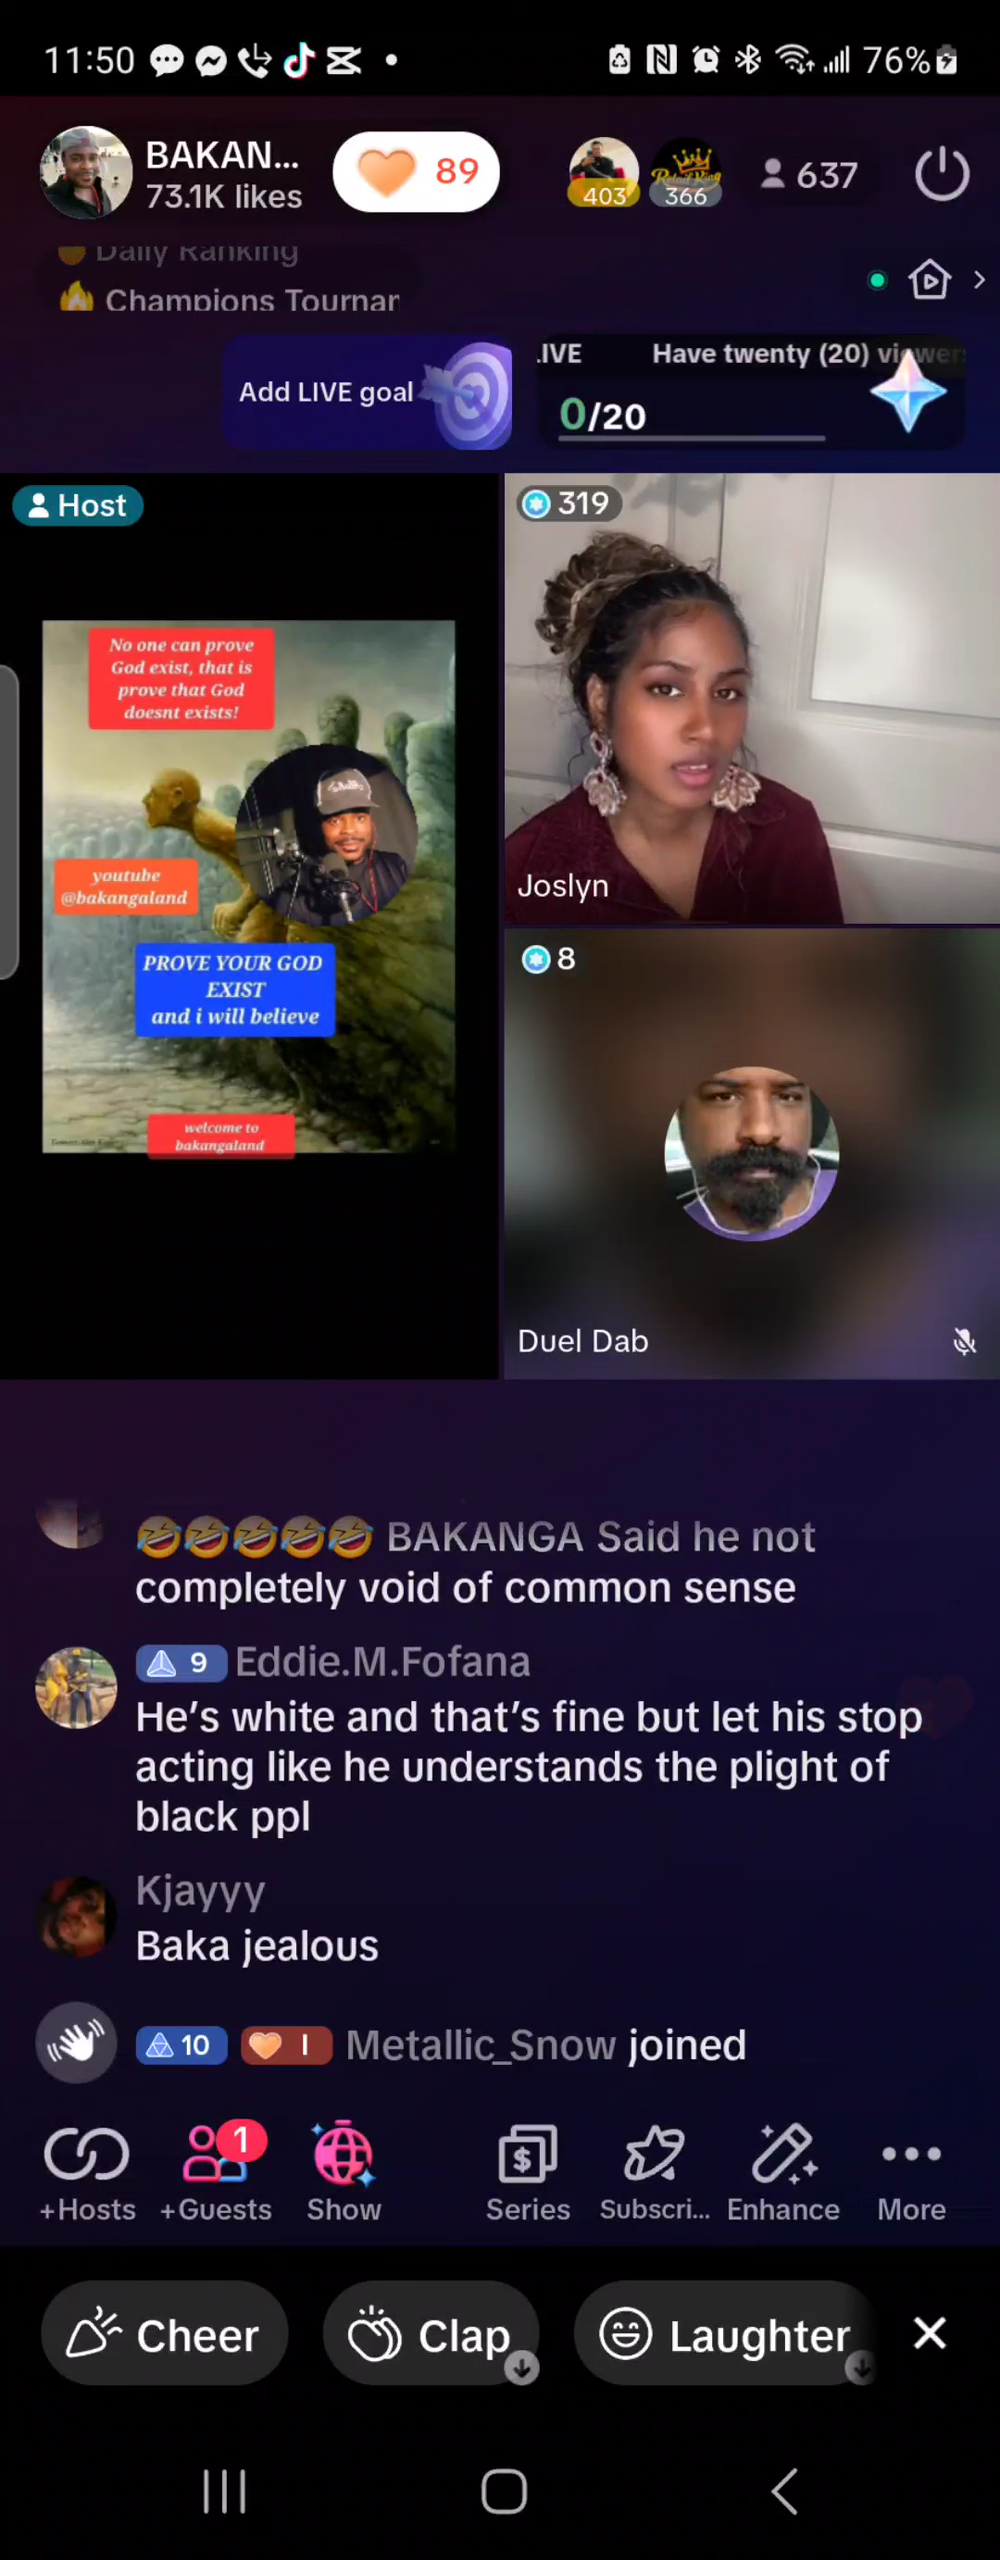 11:50
76%
BAKAN...
73.1K likes
89
403
366
637
Daily Ranking
Champions Tournar
Add LIVE goal
.IVE Have twenty (20) viewers
0/20
Host
No one can prove
God exist, that is
prove that God
doesnt exists!
youtube
@bakangaland
PROVE YOUR GOD
EXIST
and i will believe
welcome to
bakangaland
319
Joslyn
8
Duel Dab
🤣🤣🤣🤣🤣 BAKANGA Said he not
completely void of common sense
9 Eddie.M.Fofana
He's white and that's fine but let his stop
acting like he understands the plight of
black ppl
Kjayyy
Baka jealous
10 I Metallic_Snow joined
1
+Hosts
+Guests
Show
Series
Subscri...
Enhance
More
Cheer
Clap
Laughter